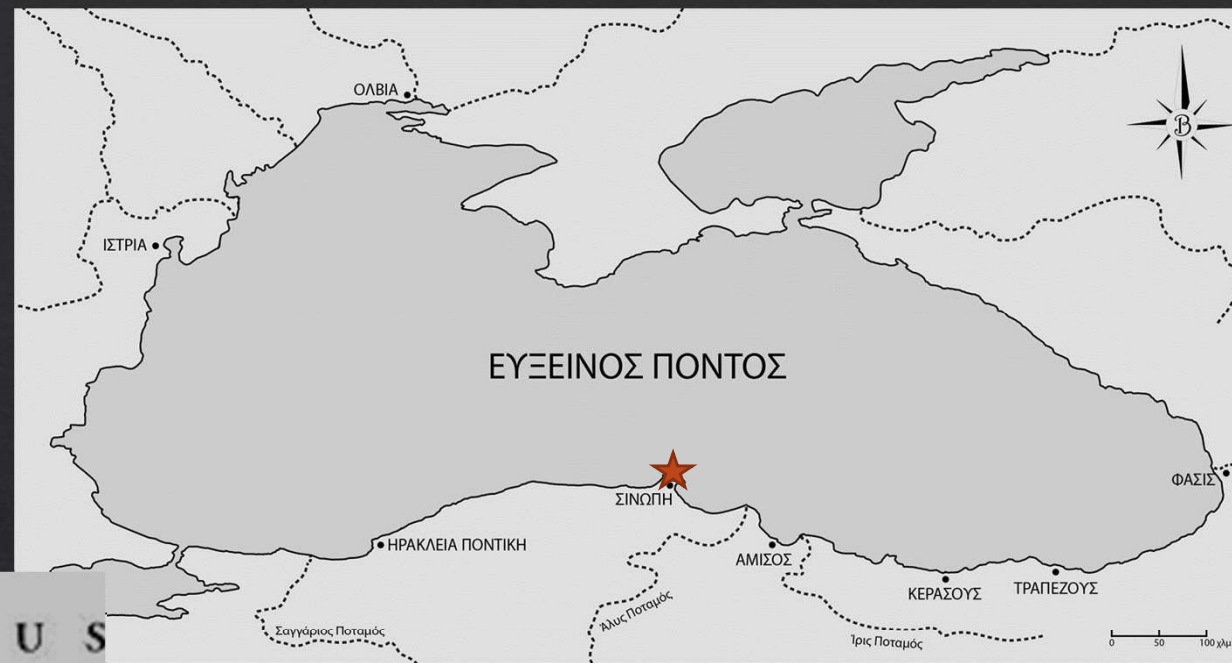 ΟΛΒΙΑ
Β
ΙΣΤΡΙΑ
ΕΥΞΕΙΝΟΣ ΠΟΝΤΟΣ
ΦΑΣΙΣ
ΣΙΝΩΠΗ
ΗΡΑΚΛΕΙΑ ΠΟΝΤΙΚΗ
ΑΜΙΣΟΣ
ΚΕΡΑΣΟΥΣ
ΤΡΑΠΕΖΟΥΣ
Σαγγάριος Ποταμός
Άλυς Ποταμός
Ίρις Ποταμός
0 50 100 χλμ
U S